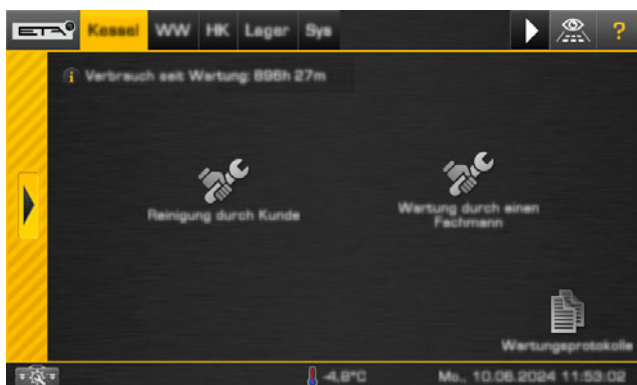 ETA
Kessel WW HK Lager Sys ?
Verbrauch seit Wartung: 896h 27m
Reinigung durch Kunde
Wartung durch einen
Fachmann
Wartungsprotokolle
-4,8°C Mo., 10.06.2024 11:53:02